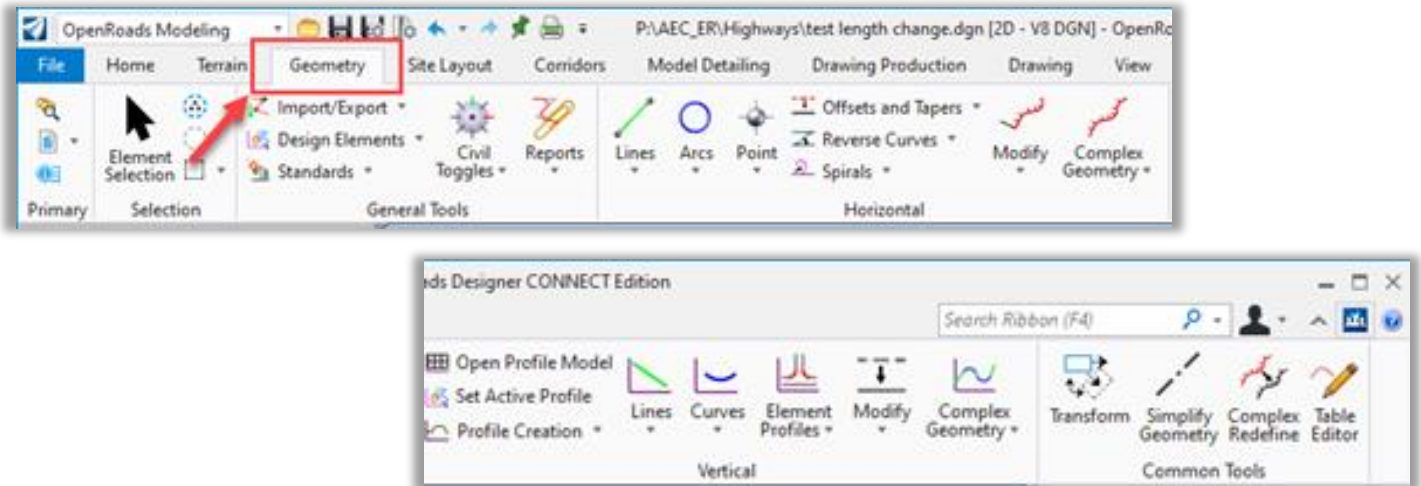 OpenRoads Modeling P:\AEC_ER\Highways\test length change.dgn [2D - V8 DGN] - OpenRo
File Home Terrain Geometry Site Layout Corridors Model Detailing Drawing Production Drawing View
Import/Export Offsets and Tapers
Design Elements Reverse Curves
Element Selection Standards Civil Toggles Reports Lines Arcs Point Spirals Modify Complex Geometry
Primary Selection General Tools Horizontal
ads Designer CONNECT Edition
Search Ribbon (F4)
Open Profile Model
Set Active Profile
Profile Creation Lines Curves Element Profiles Modify Complex Geometry Transform Simplify Geometry Complex Redefine Table Editor
Vertical Common Tools